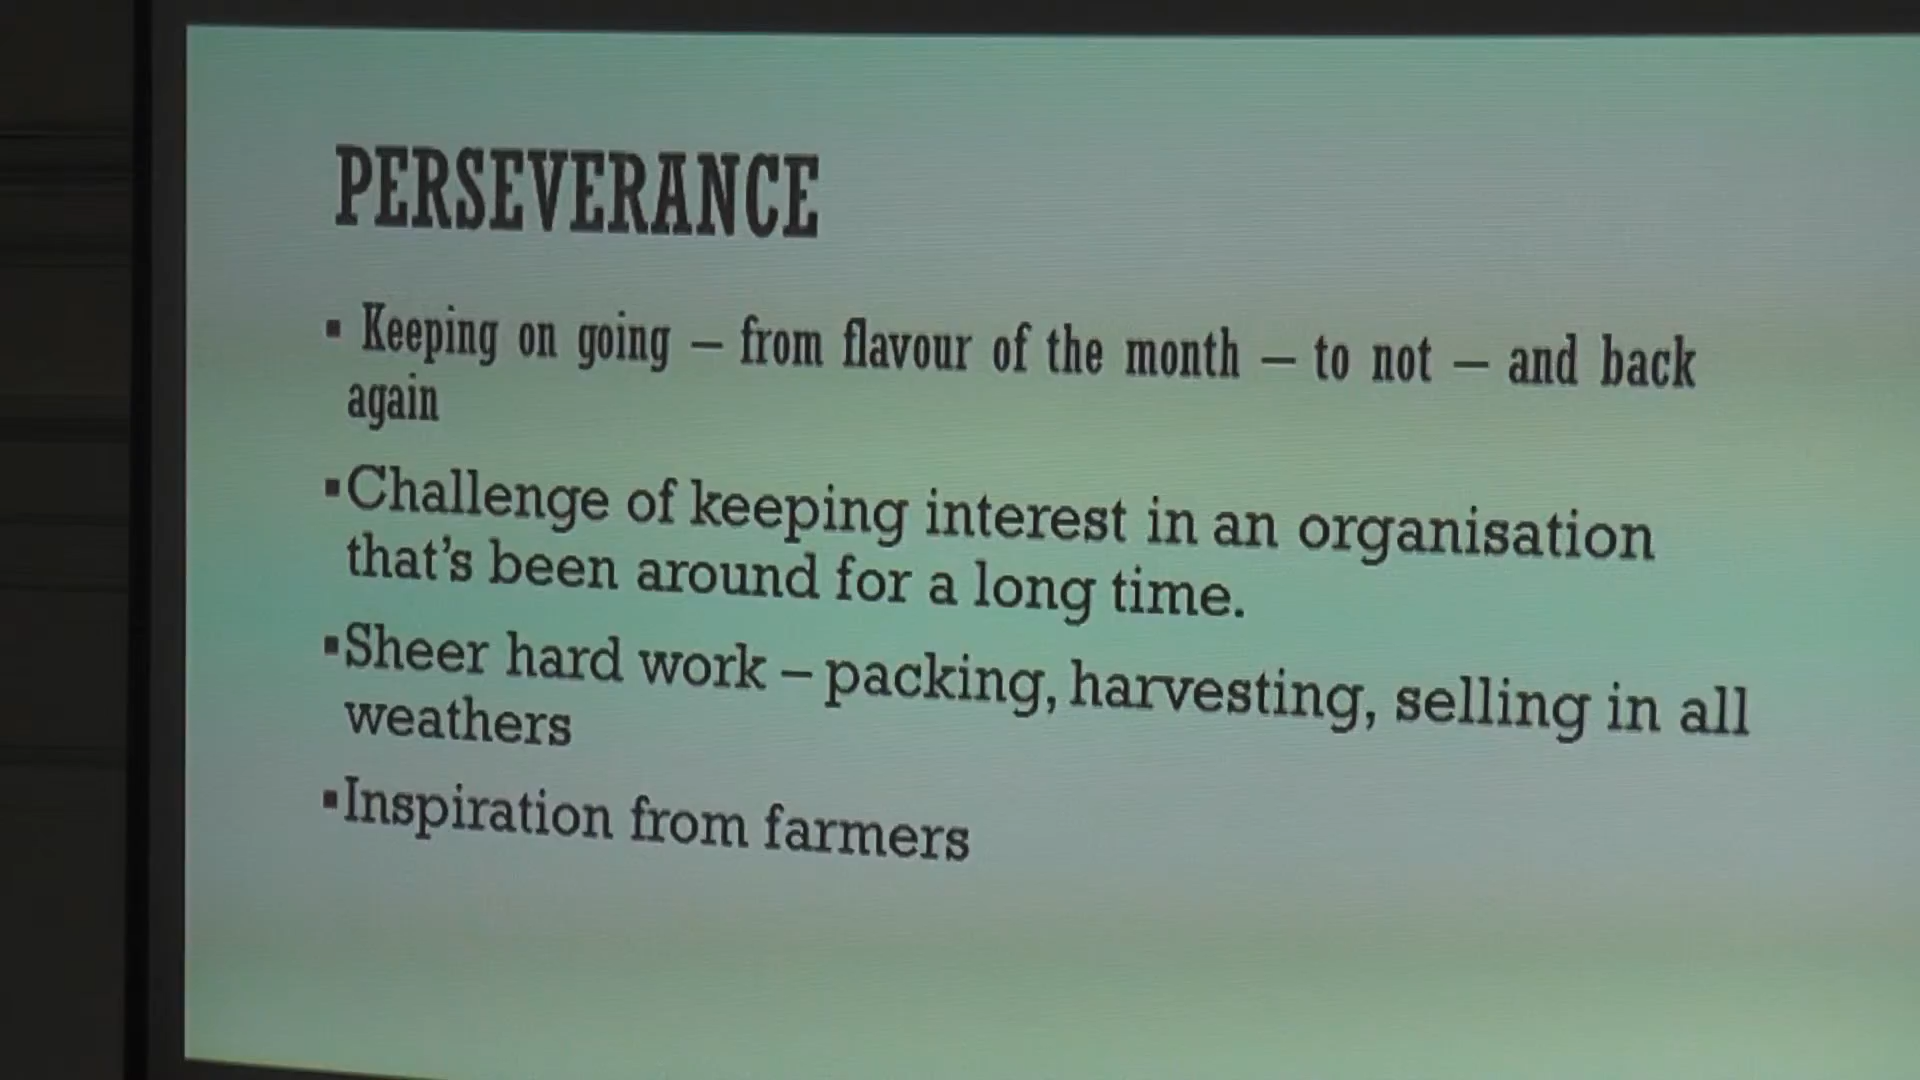 PERSEVERANCE
▪ Keeping on going – from flavour of the month – to not – and back
again
▪Challenge of keeping interest in an organisation
that's been around for a long time.
▪Sheer hard work – packing, harvesting, selling in all
weathers
▪Inspiration from farmers